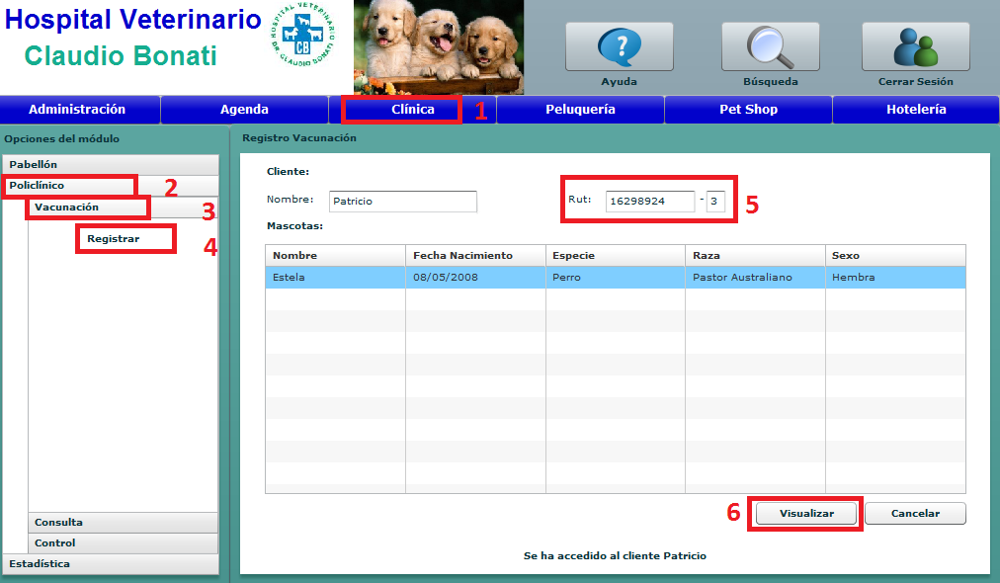 Hospital Veterinario
Claudio Bonati
HOSPITAL VETERINARIO
DR. CLAUDIO BONATI
CB
Ayuda
Búsqueda
Cerrar Sesión
Administración
Agenda
Clínica
1
Peluquería
Pet Shop
Hotelería
Opciones del módulo
Pabellón
Policlínico
2
Vacunación
3
Registrar
4
Consulta
Control
Estadística
Registro Vacunación
Cliente:
Nombre: Patricio
Rut: 16298924 - 3
5
Mascotas:
Nombre Fecha Nacimiento Especie Raza Sexo
Estela 08/05/2008 Perro Pastor Australiano Hembra
6
Visualizar
Cancelar
Se ha accedido al cliente Patricio